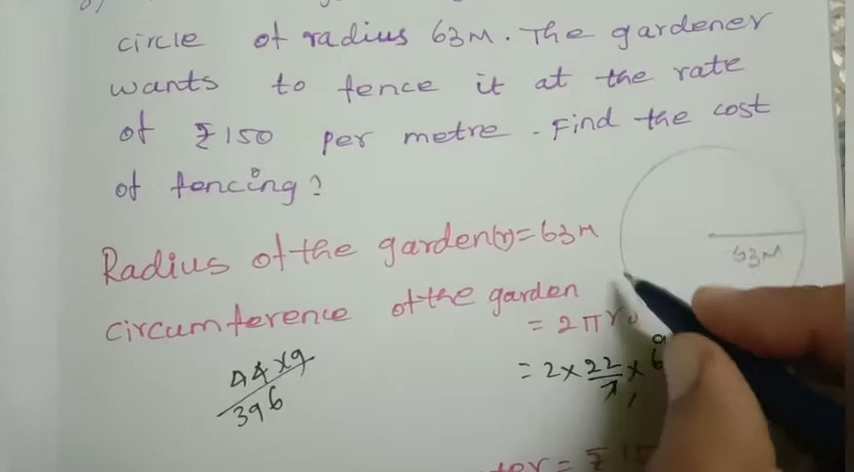 circle of radius 63M. The gardener
wants to fence it at the rate
of ₹150 per metre. Find the cost
of fencing?
Radius of the garden(r)=63M
63M
circumference of the garden
= 2πr
= 2×22/7×
44×9
396
= ₹